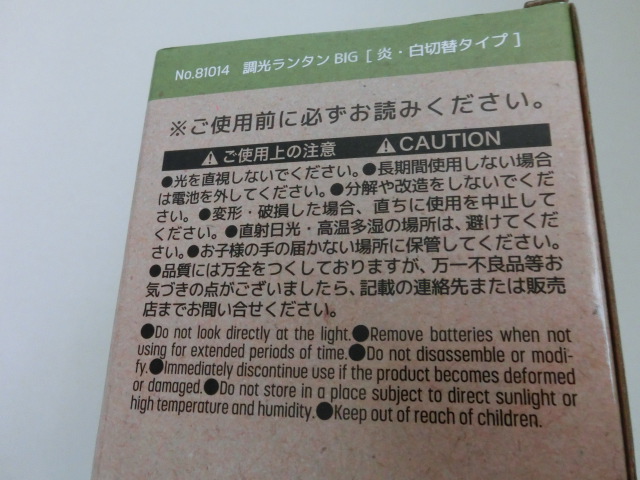 No.81014 調光ランタン BIG [ 炎・白切替タイプ ]
※ご使用前に必ずお読みください。
⚠ ご使用上の注意 ⚠ CAUTION
●光を直視しないでください。●長期間使用しない場合
は電池を外してください。●分解や改造をしないでくだ
さい。●変形・破損した場合、直ちに使用を中止して
ください。●直射日光・高温多湿の場所は、避けてくだ
さい。●お子様の手の届かない場所に保管してください。
●品質には万全をつくしておりますが、万一不良品等お
気づきの点がございましたら、記載の連絡先または販売
店までお問い合せください。
●Do not look directly at the light.●Remove batteries when not
using for extended periods of time.●Do not disassemble or modi-
fy.●Immediately discontinue use if the product becomes deformed
or damaged.●Do not store in a place subject to direct sunlight or
high temperature and humidity.●Keep out of reach of children.